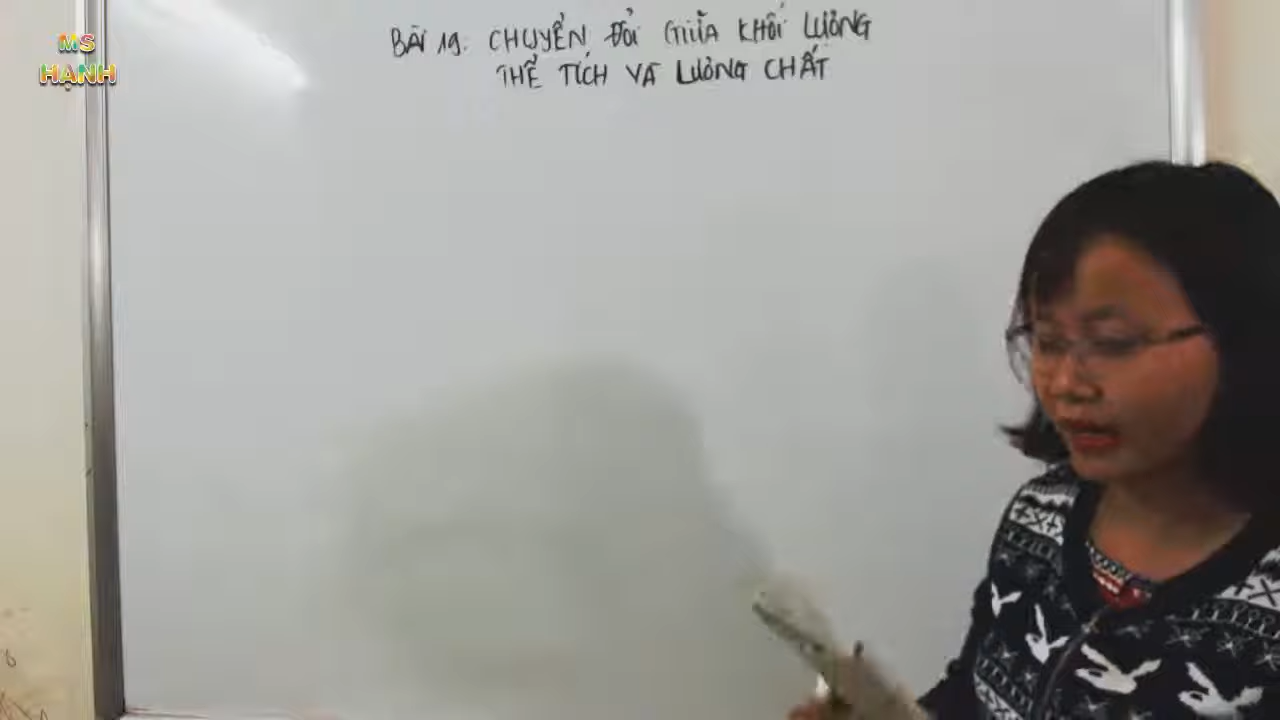 MS
HẠNH
BÀI 19: CHUYỂN ĐỔI GIỮA KHỐI LƯỢNG
THỂ TÍCH VÀ LƯỢNG CHẤT